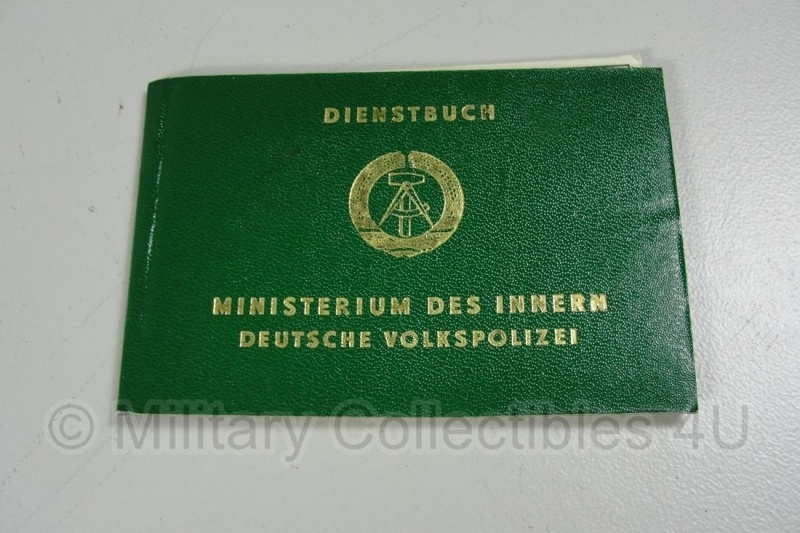 DIENSTBUCH
MINISTERIUM DES INNERN
DEUTSCHE VOLKSPOLIZEI
© Military Collectibles 4U